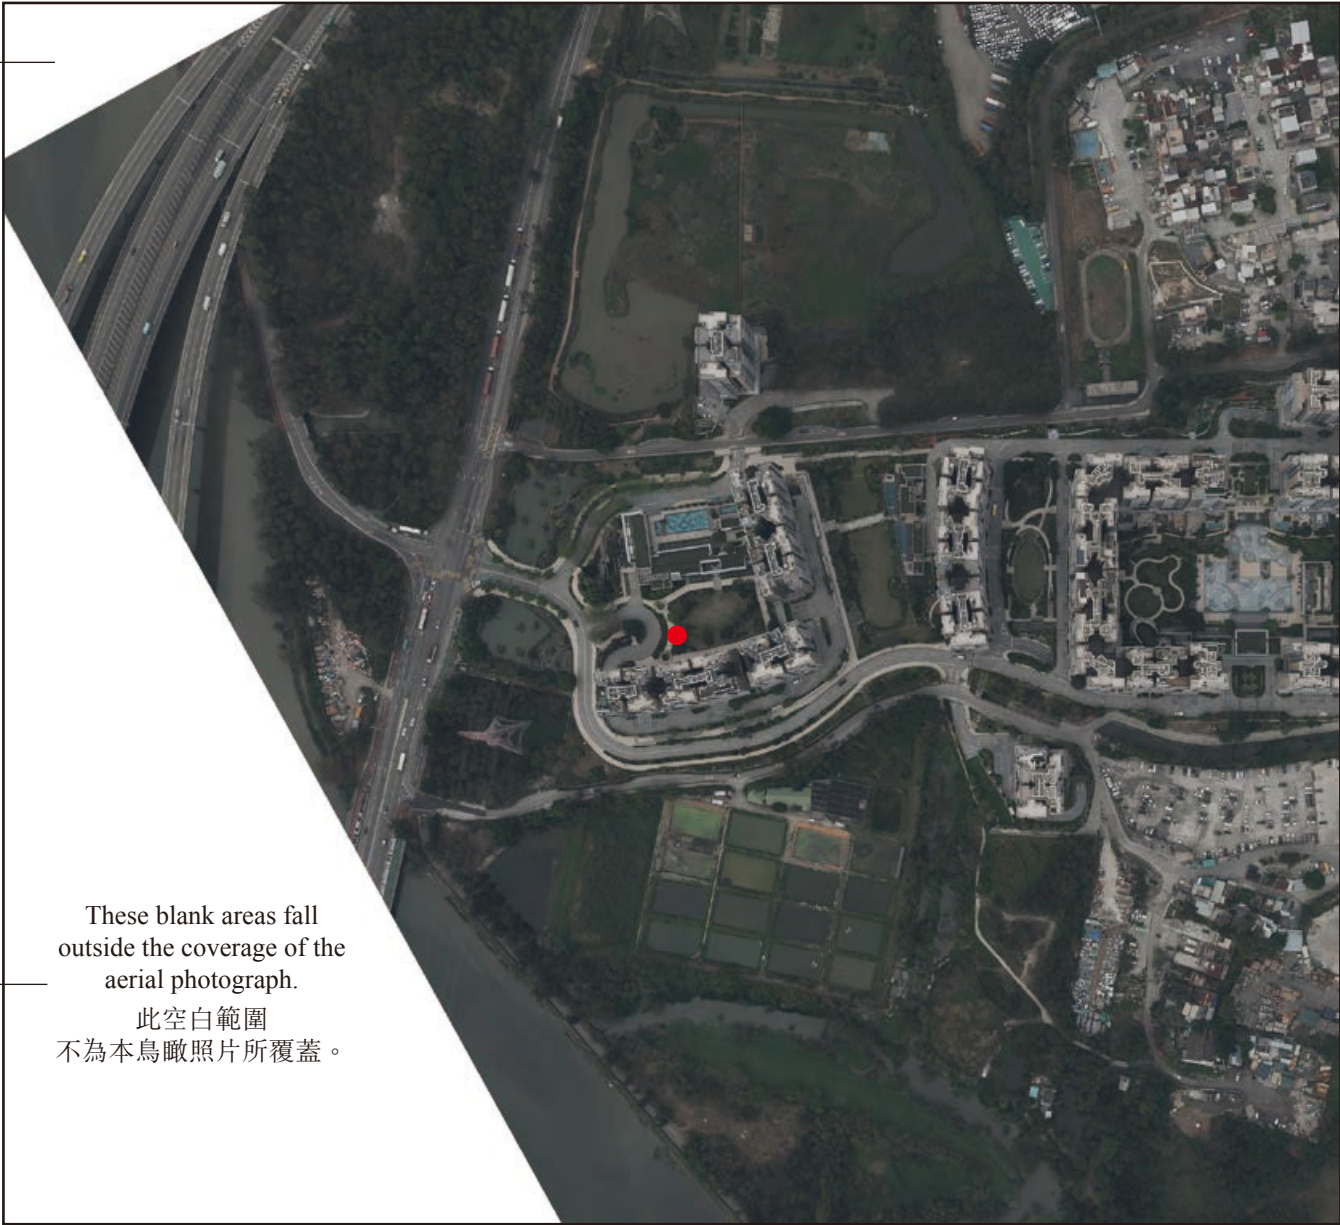 These blank areas fall
outside the coverage of the
aerial photograph.
此空白範圍
不為本鳥瞰照片所覆蓋。